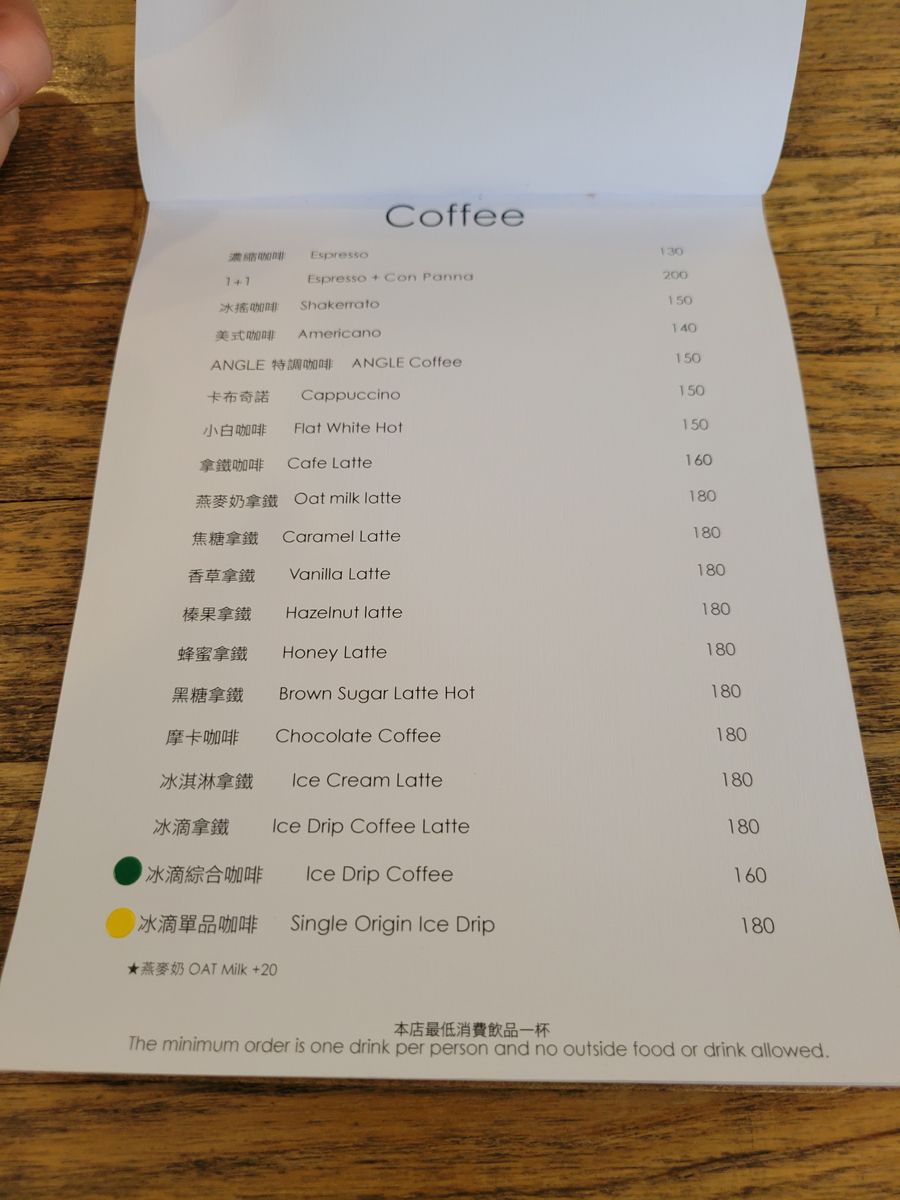 Coffee
濃縮咖啡 Espresso 130
1+1 Espresso + Con Panna 200
冰搖咖啡 Shakerrato 150
美式咖啡 Americano 140
ANGLE 特調咖啡 ANGLE Coffee 150
卡布奇諾 Cappuccino 150
小白咖啡 Flat White Hot 150
拿鐵咖啡 Cafe Latte 160
燕麥奶拿鐵 Oat milk latte 180
焦糖拿鐵 Caramel Latte 180
香草拿鐵 Vanilla Latte 180
榛果拿鐵 Hazelnut latte 180
蜂蜜拿鐵 Honey Latte 180
黑糖拿鐵 Brown Sugar Latte Hot 180
摩卡咖啡 Chocolate Coffee 180
冰淇淋拿鐵 Ice Cream Latte 180
冰滴拿鐵 Ice Drip Coffee Latte 180
冰滴綜合咖啡 Ice Drip Coffee 160
冰滴單品咖啡 Single Origin Ice Drip 180
★燕麥奶 OAT Milk +20
本店最低消費飲品一杯
The minimum order is one drink per person and no outside food or drink allowed.